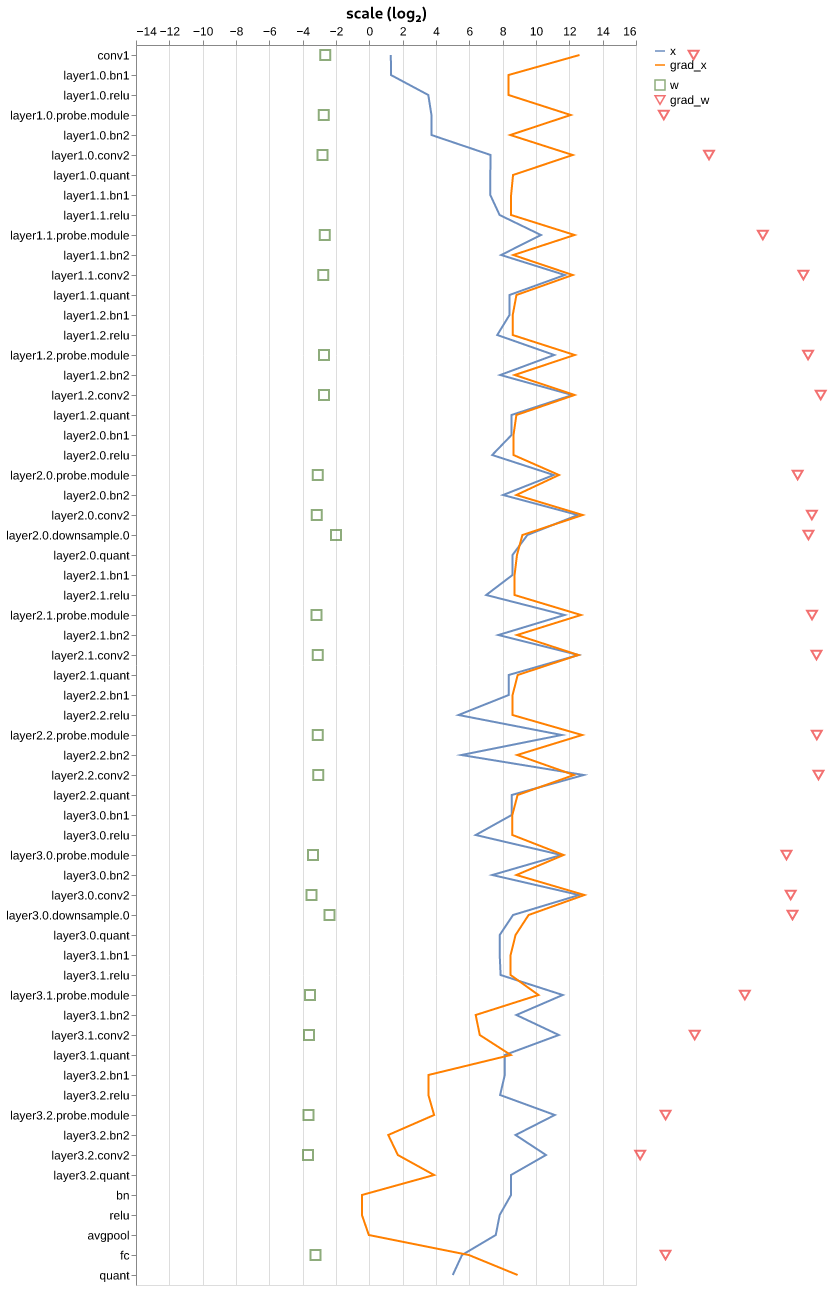 scale (log₂)
−14 −12 −10 −8 −6 −4 −2 0 2 4 6 8 10 12 14 16
x
grad_x
w
grad_w
conv1
layer1.0.bn1
layer1.0.relu
layer1.0.probe.module
layer1.0.bn2
layer1.0.conv2
layer1.0.quant
layer1.1.bn1
layer1.1.relu
layer1.1.probe.module
layer1.1.bn2
layer1.1.conv2
layer1.1.quant
layer1.2.bn1
layer1.2.relu
layer1.2.probe.module
layer1.2.bn2
layer1.2.conv2
layer1.2.quant
layer2.0.bn1
layer2.0.relu
layer2.0.probe.module
layer2.0.bn2
layer2.0.conv2
layer2.0.downsample.0
layer2.0.quant
layer2.1.bn1
layer2.1.relu
layer2.1.probe.module
layer2.1.bn2
layer2.1.conv2
layer2.1.quant
layer2.2.bn1
layer2.2.relu
layer2.2.probe.module
layer2.2.bn2
layer2.2.conv2
layer2.2.quant
layer3.0.bn1
layer3.0.relu
layer3.0.probe.module
layer3.0.bn2
layer3.0.conv2
layer3.0.downsample.0
layer3.0.quant
layer3.1.bn1
layer3.1.relu
layer3.1.probe.module
layer3.1.bn2
layer3.1.conv2
layer3.1.quant
layer3.2.bn1
layer3.2.relu
layer3.2.probe.module
layer3.2.bn2
layer3.2.conv2
layer3.2.quant
bn
relu
avgpool
fc
quant